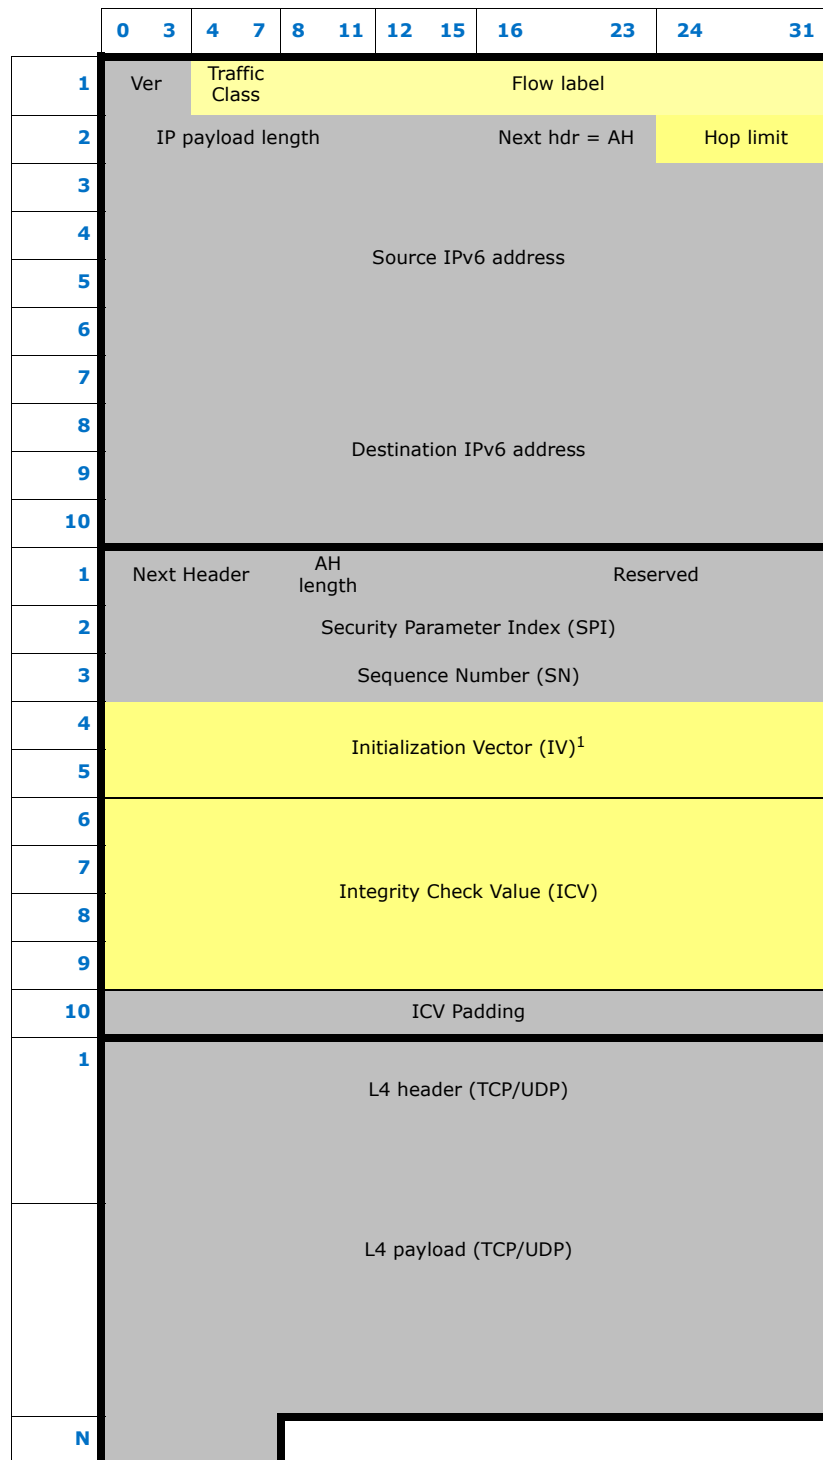 0 3 4 7 8 11 12 15 16 23 24 31
1 Ver Traffic Class Flow label
2 IP payload length Next hdr = AH Hop limit
3
4
Source IPv6 address
5
6
7
8
Destination IPv6 address
9
10
1 Next Header AH length Reserved
2 Security Parameter Index (SPI)
3 Sequence Number (SN)
4
Initialization Vector (IV)1
5
6
7
Integrity Check Value (ICV)
8
9
10 ICV Padding
1
L4 header (TCP/UDP)
L4 payload (TCP/UDP)
N